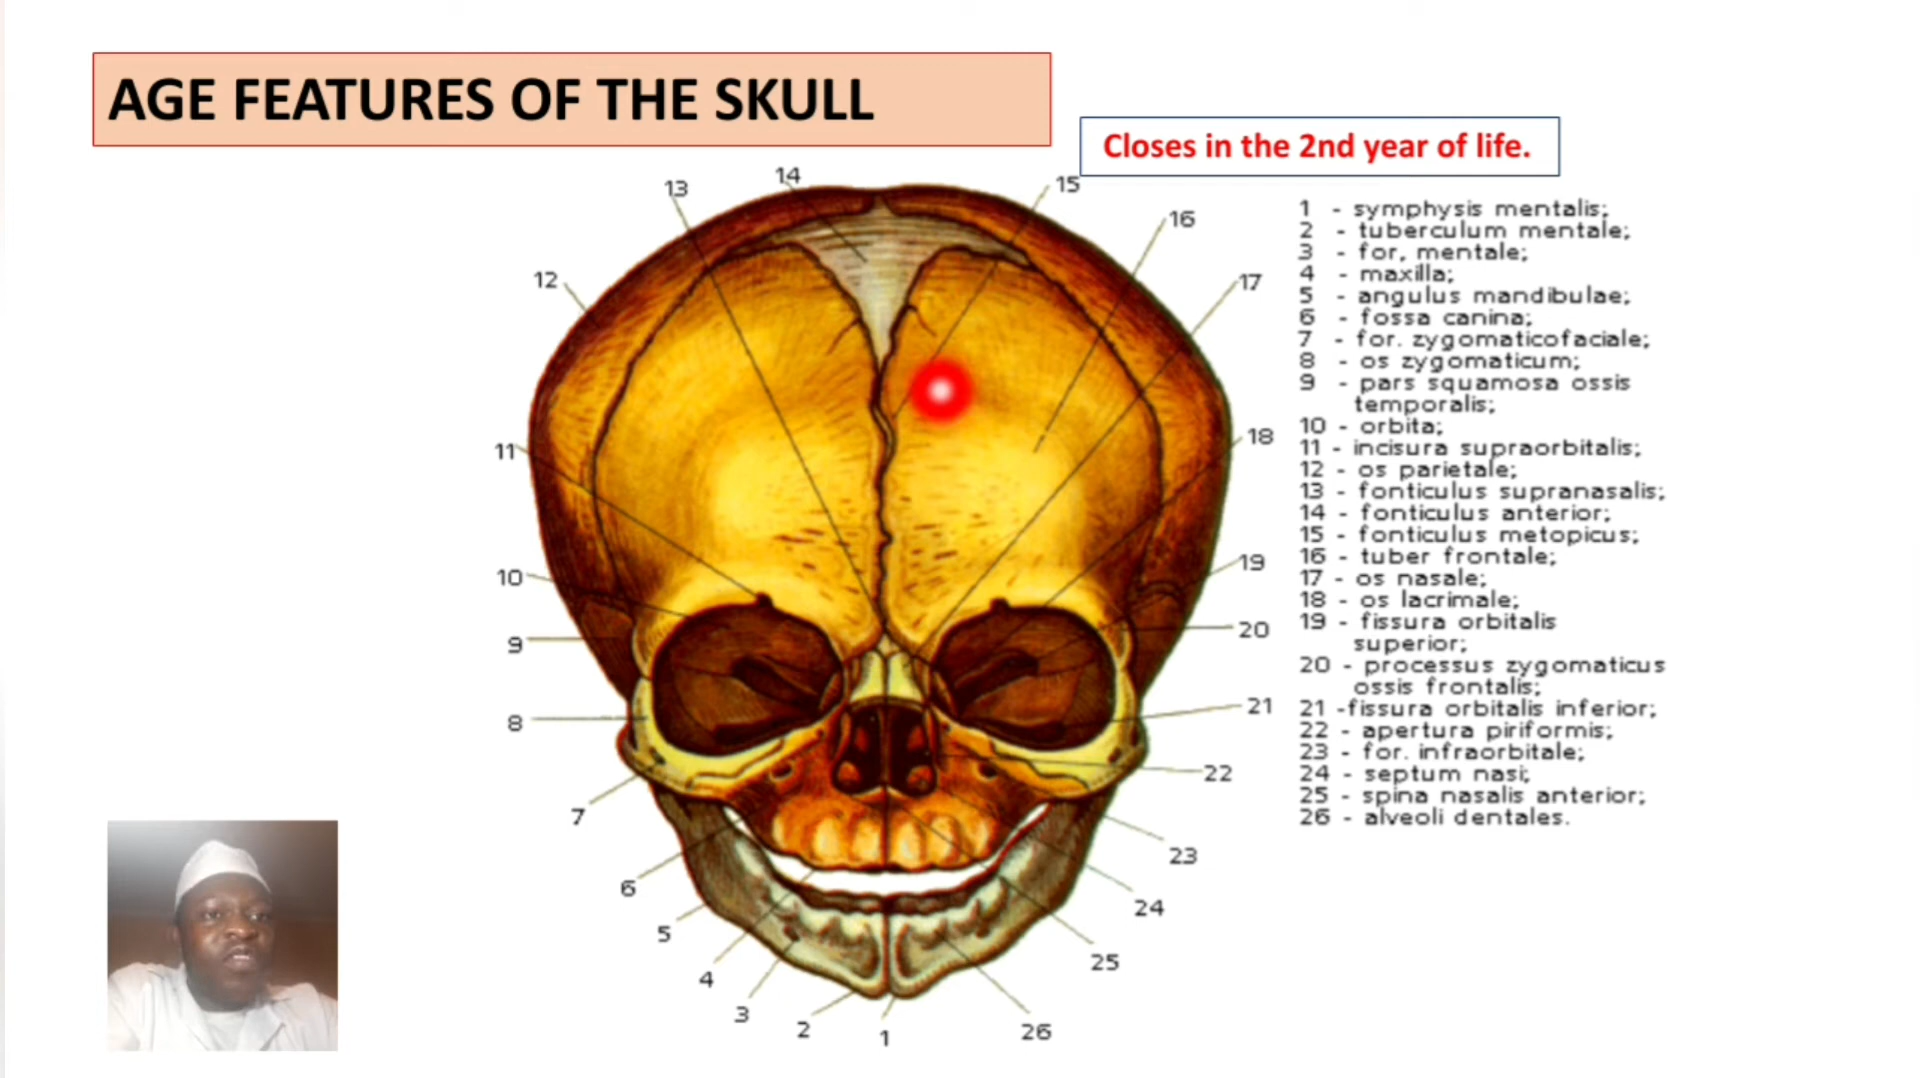 AGE FEATURES OF THE SKULL
Closes in the 2nd year of life.
13
14
15
16
12
17
11
18
10
19
9
20
8
21
22
7
23
6
24
5
25
4
3
2
1
26
1 - symphysis mentalis;
2 - tuberculum mentale;
3 - for, mentale;
4 - maxilla;
5 - angulus mandibulae;
6 - fossa canina;
7 - for. zygomaticofaciale;
8 - os zygomaticum;
9 - pars squamosa ossis
temporalis;
10 - orbita;
11 - incisura supraorbitalis;
12 - os parietale;
13 - fonticulus supranasalis;
14 - fonticulus anterior;
15 - fonticulus metopicus;
16 - tuber frontale;
17 - os nasale;
18 - os lacrimale;
19 - fissura orbitalis
superior;
20 - processus zygomaticus
ossis frontalis;
21 -fissura orbitalis inferior;
22 - apertura piriformis;
23 - for. infraorbitale;
24 - septum nasi;
25 - spina nasalis anterior;
26 - alveoli dentales.